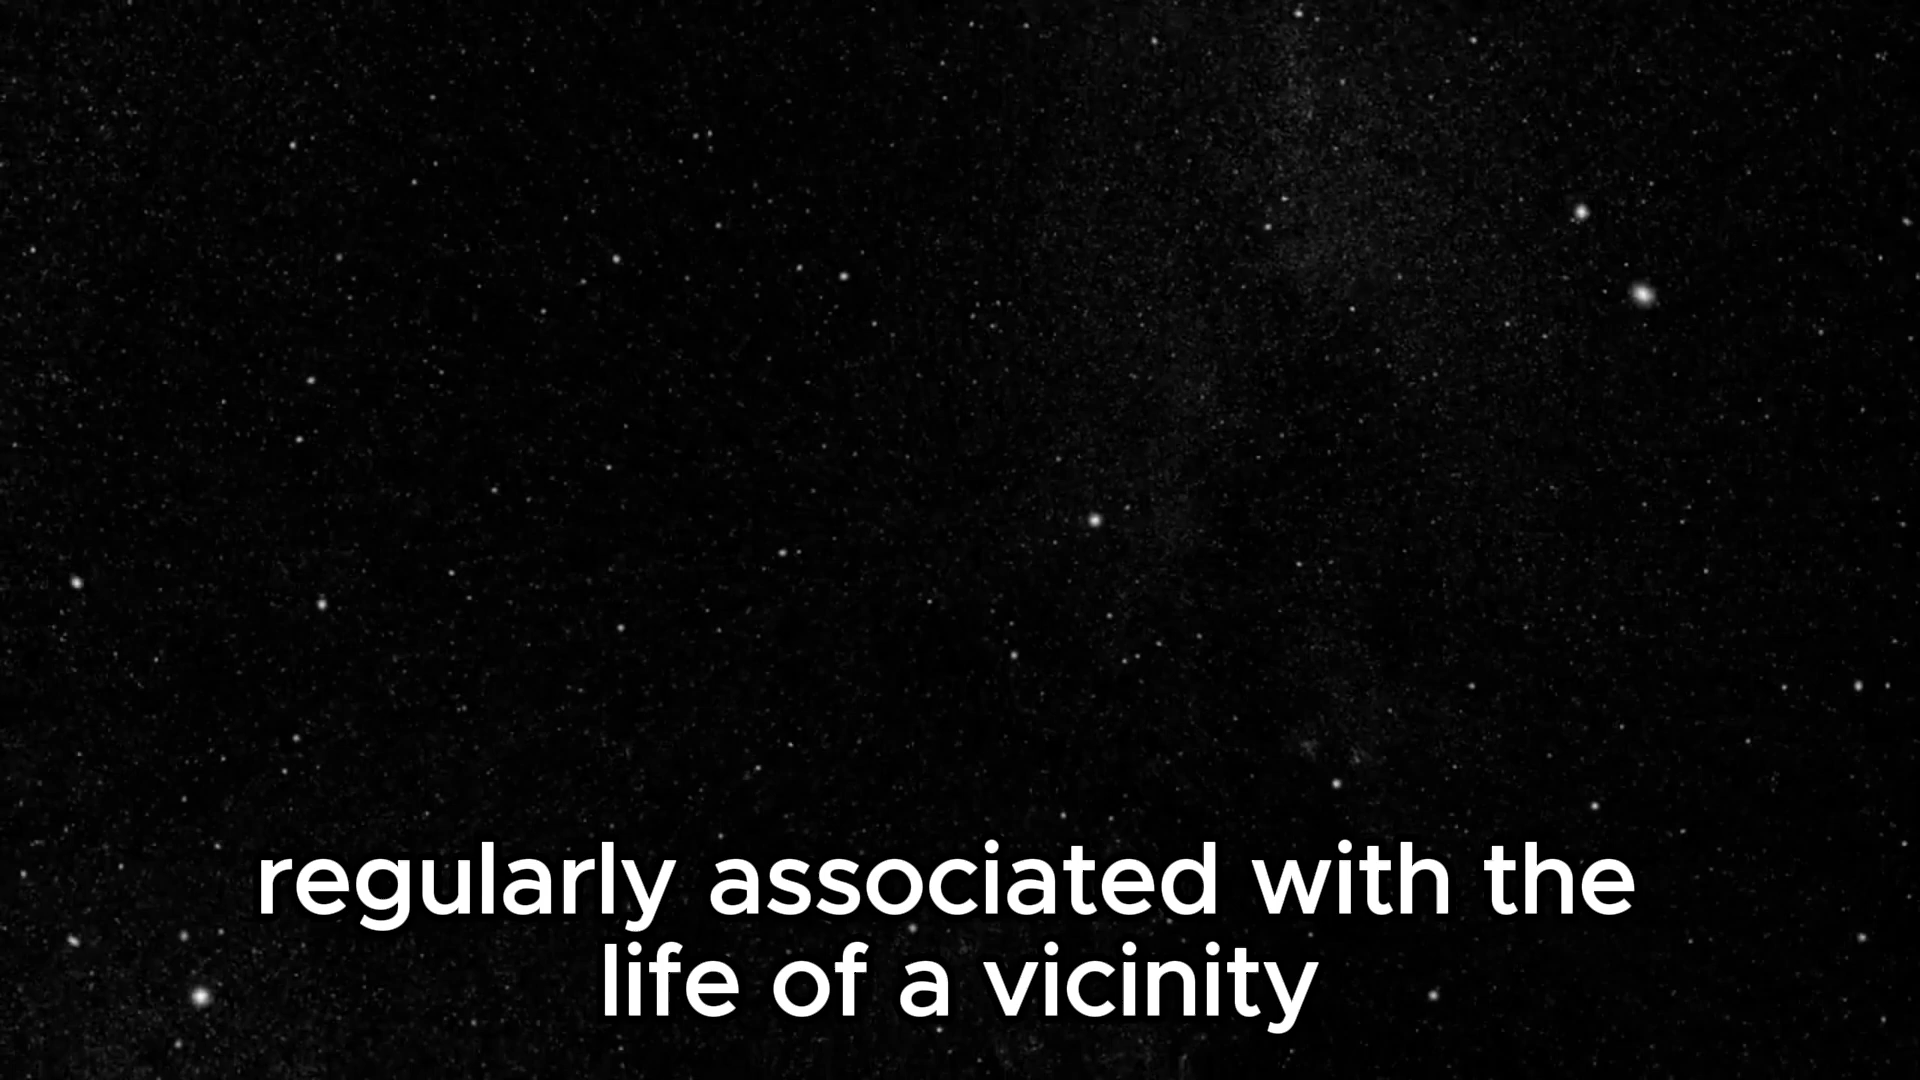 regularly associated with the
life of a vicinity